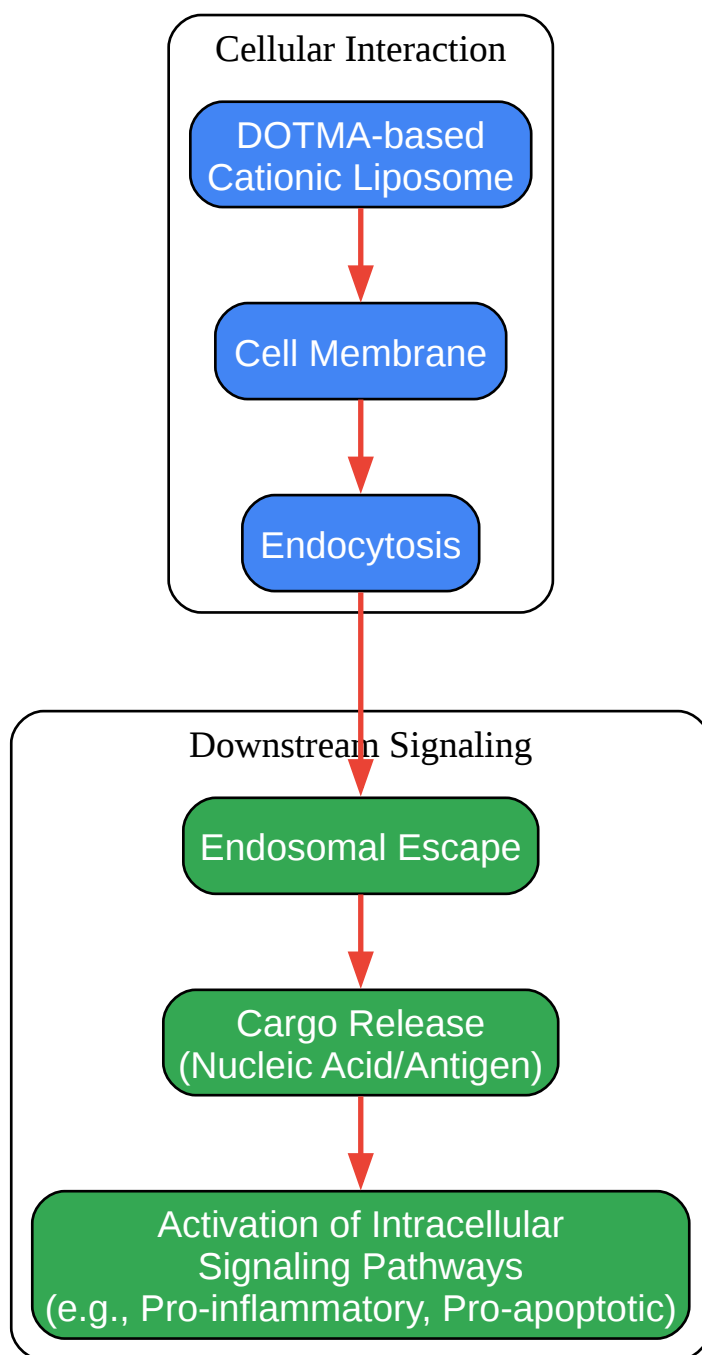 Cellular Interaction
DOTMA-based
Cationic Liposome
Cell Membrane
Endocytosis
Downstream Signaling
Endosomal Escape
Cargo Release
(Nucleic Acid/Antigen)
Activation of Intracellular
Signaling Pathways
(e.g., Pro-inflammatory, Pro-apoptotic)